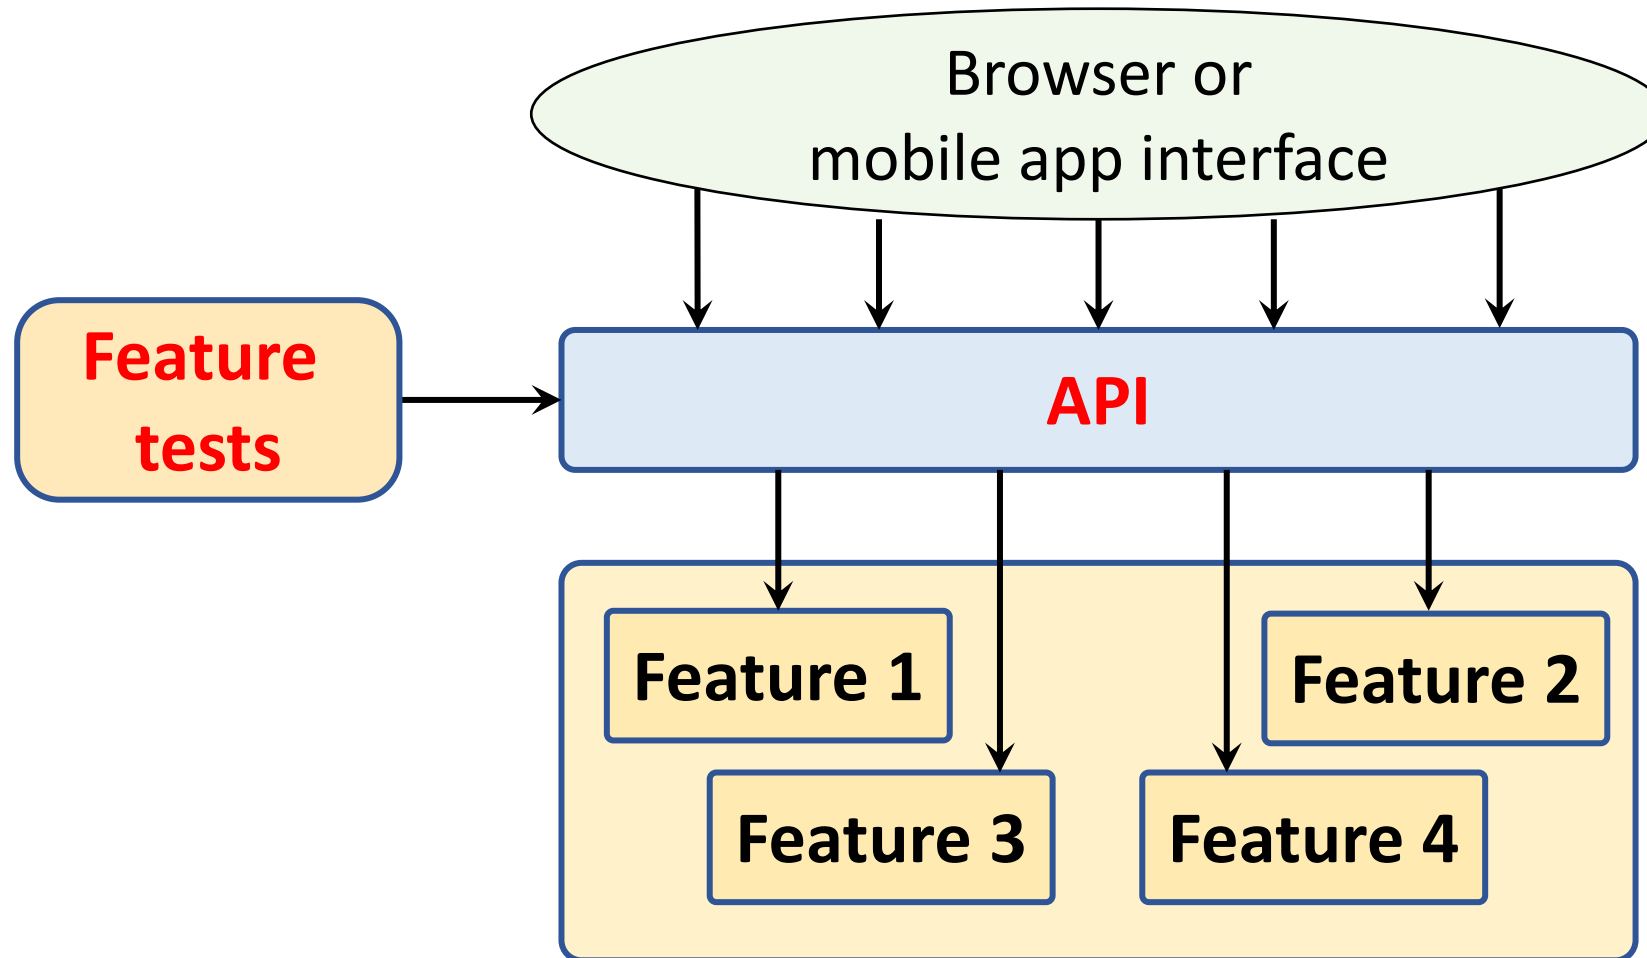 Browser or
mobile app interface
Feature
tests
API
Feature 1
Feature 2
Feature 3
Feature 4